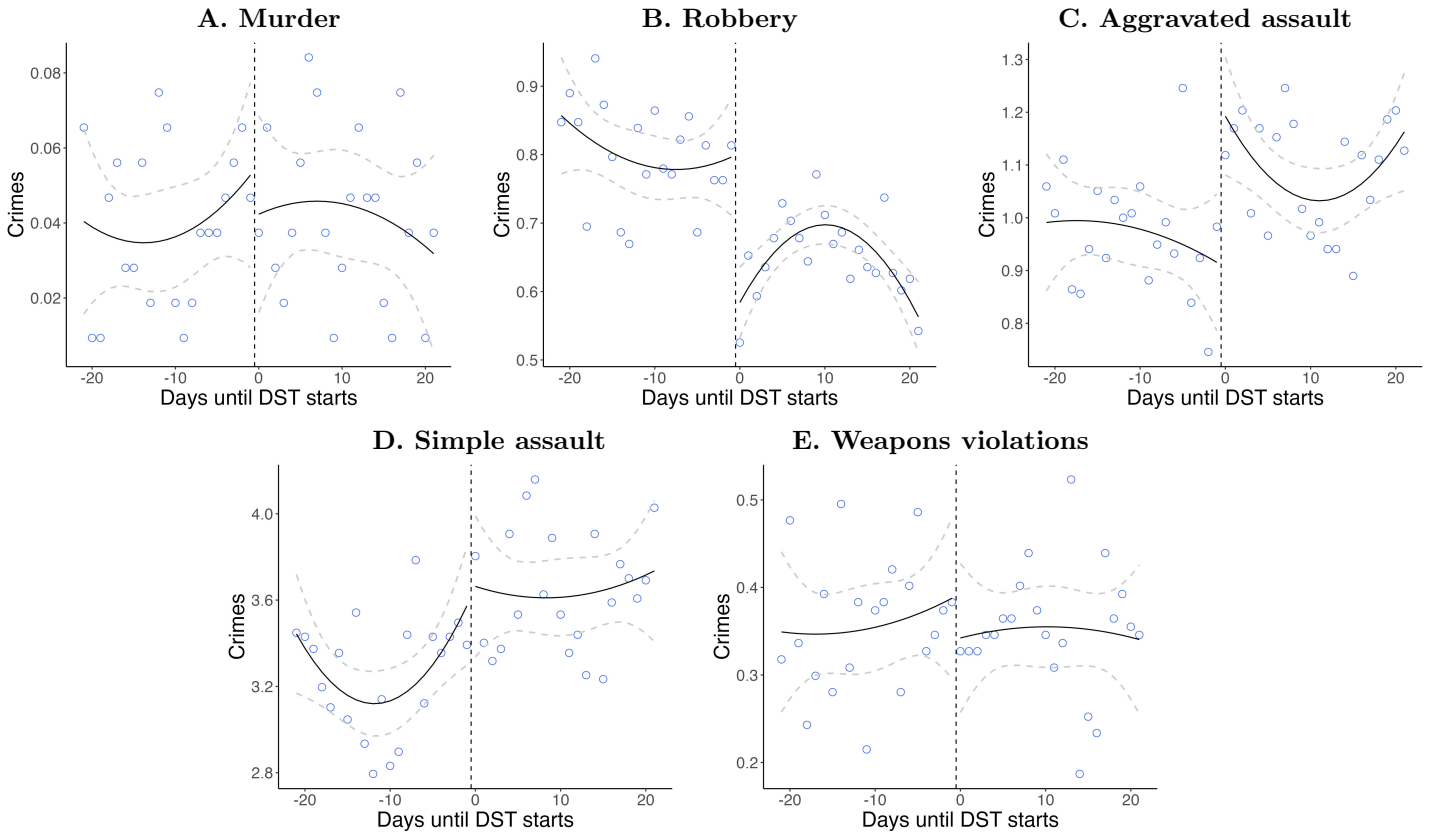 A. Murder
Crimes
0.08
0.06
0.04
0.02
-20 -10 0 10 20
Days until DST starts
B. Robbery
Crimes
0.9
0.8
0.7
0.6
0.5
-20 -10 0 10 20
Days until DST starts
C. Aggravated assault
Crimes
1.3
1.2
1.1
1.0
0.9
0.8
-20 -10 0 10 20
Days until DST starts
D. Simple assault
Crimes
4.0
3.6
3.2
2.8
-20 -10 0 10 20
Days until DST starts
E. Weapons violations
Crimes
0.5
0.4
0.3
0.2
-20 -10 0 10 20
Days until DST starts